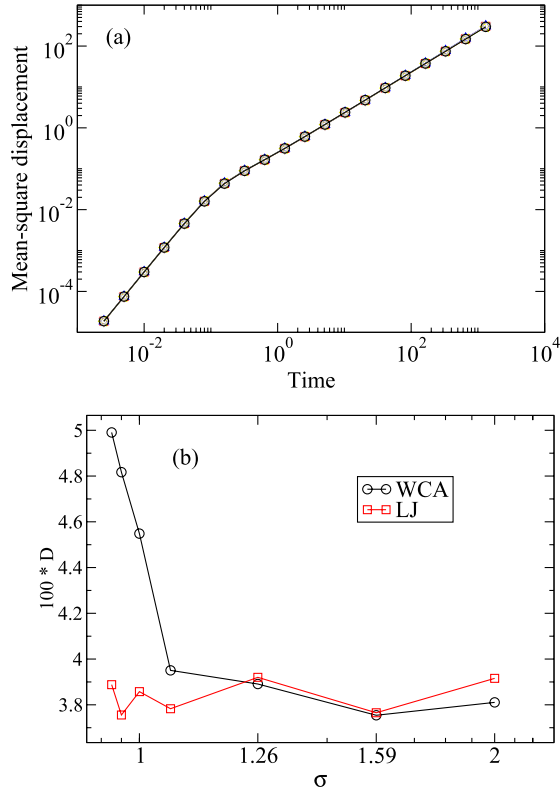 (a)
Mean-square displacement
10^2
10^0
10^-2
10^-4
10^-2 10^0 10^2 10^4
Time
(b)
WCA
LJ
100 * D
5
4.8
4.6
4.4
4.2
4
3.8
1 1.26 1.59 2
σ